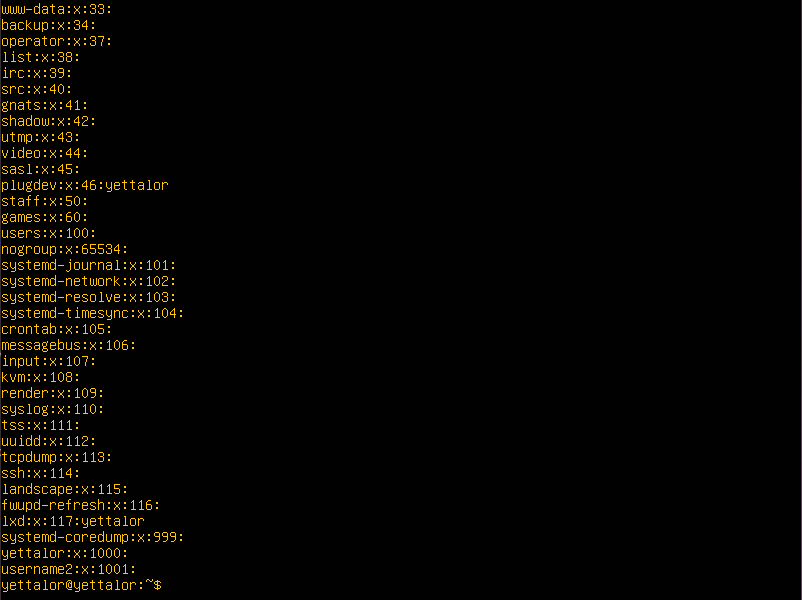 www-data:x:33:
backup:x:34:
operator:x:37:
list:x:38:
irc:x:39:
src:x:40:
gnats:x:41:
shadow:x:42:
utmp:x:43:
video:x:44:
sasl:x:45:
plugdev:x:46:yettalor
staff:x:50:
games:x:60:
users:x:100:
nogroup:x:65534:
systemd-journal:x:101:
systemd-network:x:102:
systemd-resolve:x:103:
systemd-timesync:x:104:
crontab:x:105:
messagebus:x:106:
input:x:107:
kvm:x:108:
render:x:109:
syslog:x:110:
tss:x:111:
uuidd:x:112:
tcpdump:x:113:
ssh:x:114:
landscape:x:115:
fwupd-refresh:x:116:
lxd:x:117:yettalor
systemd-coredump:x:999:
yettalor:x:1000:
username2:x:1001:
yettalor@yettalor:~$